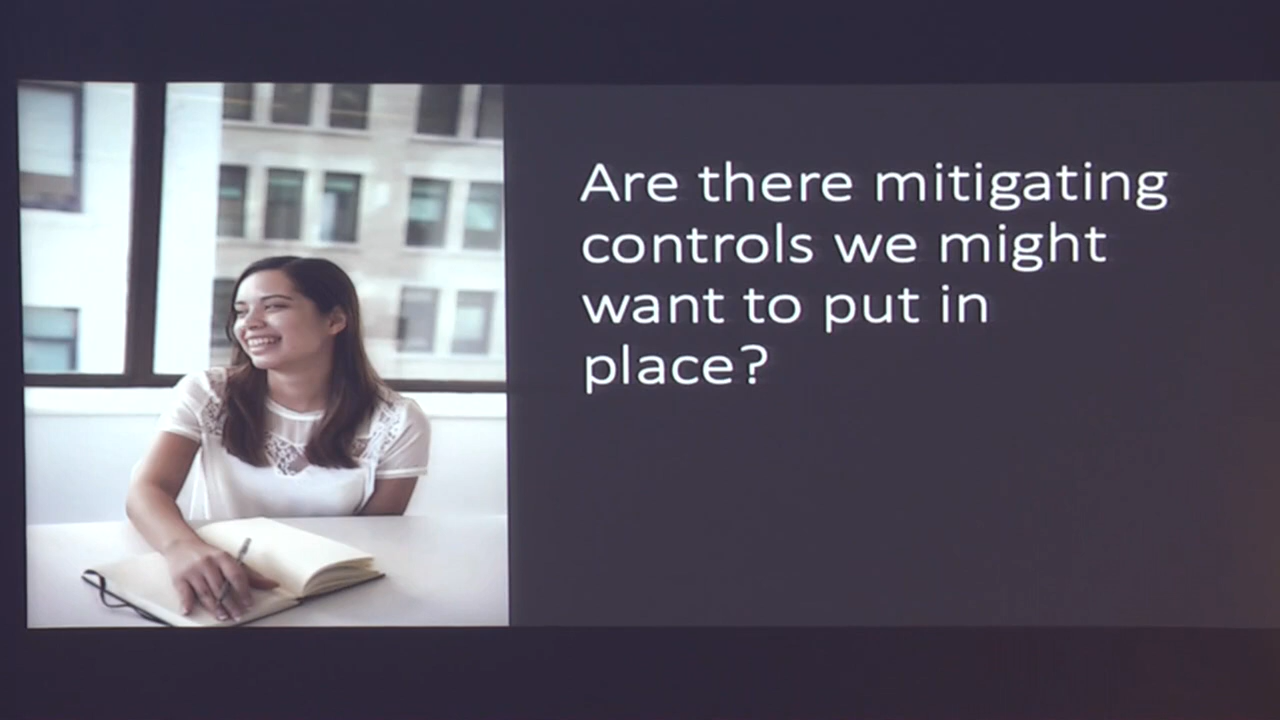 Are there mitigating
controls we might
want to put in
place?